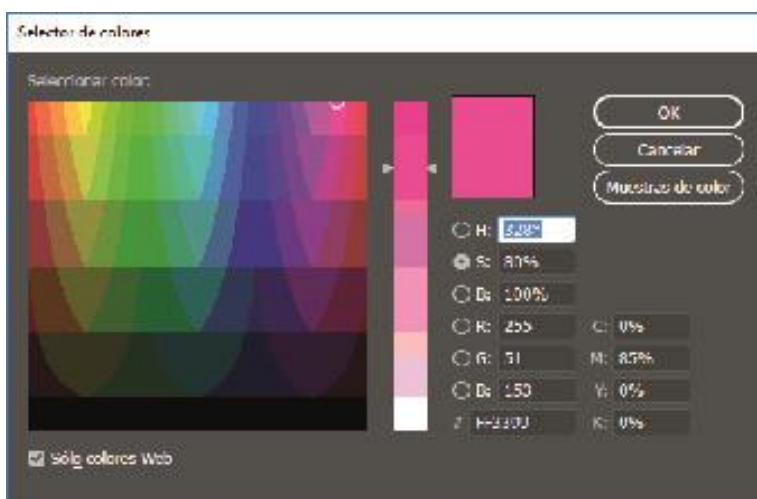 Selector de colores
Seleccionar color:
OK
Cancelar
Muestras de color
H: 328°
S: 80%
B: 100%
R: 255 C: 0%
G: 51 M: 85%
B: Y: 0%
K: 0%
Sólo colores Web